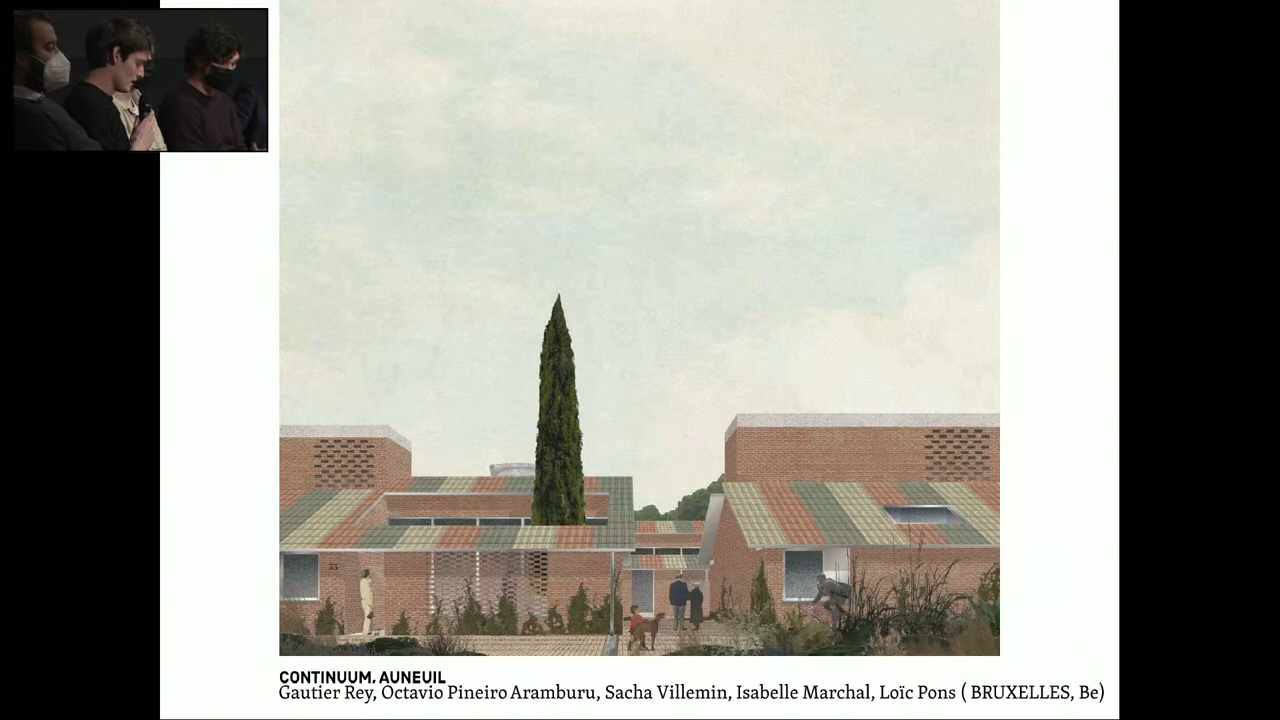 CONTINUUM. AUNEUIL
Gautier Rey, Octavio Pineiro Aramburu, Sacha Villemin, Isabelle Marchal, Loïc Pons ( BRUXELLES, Be)